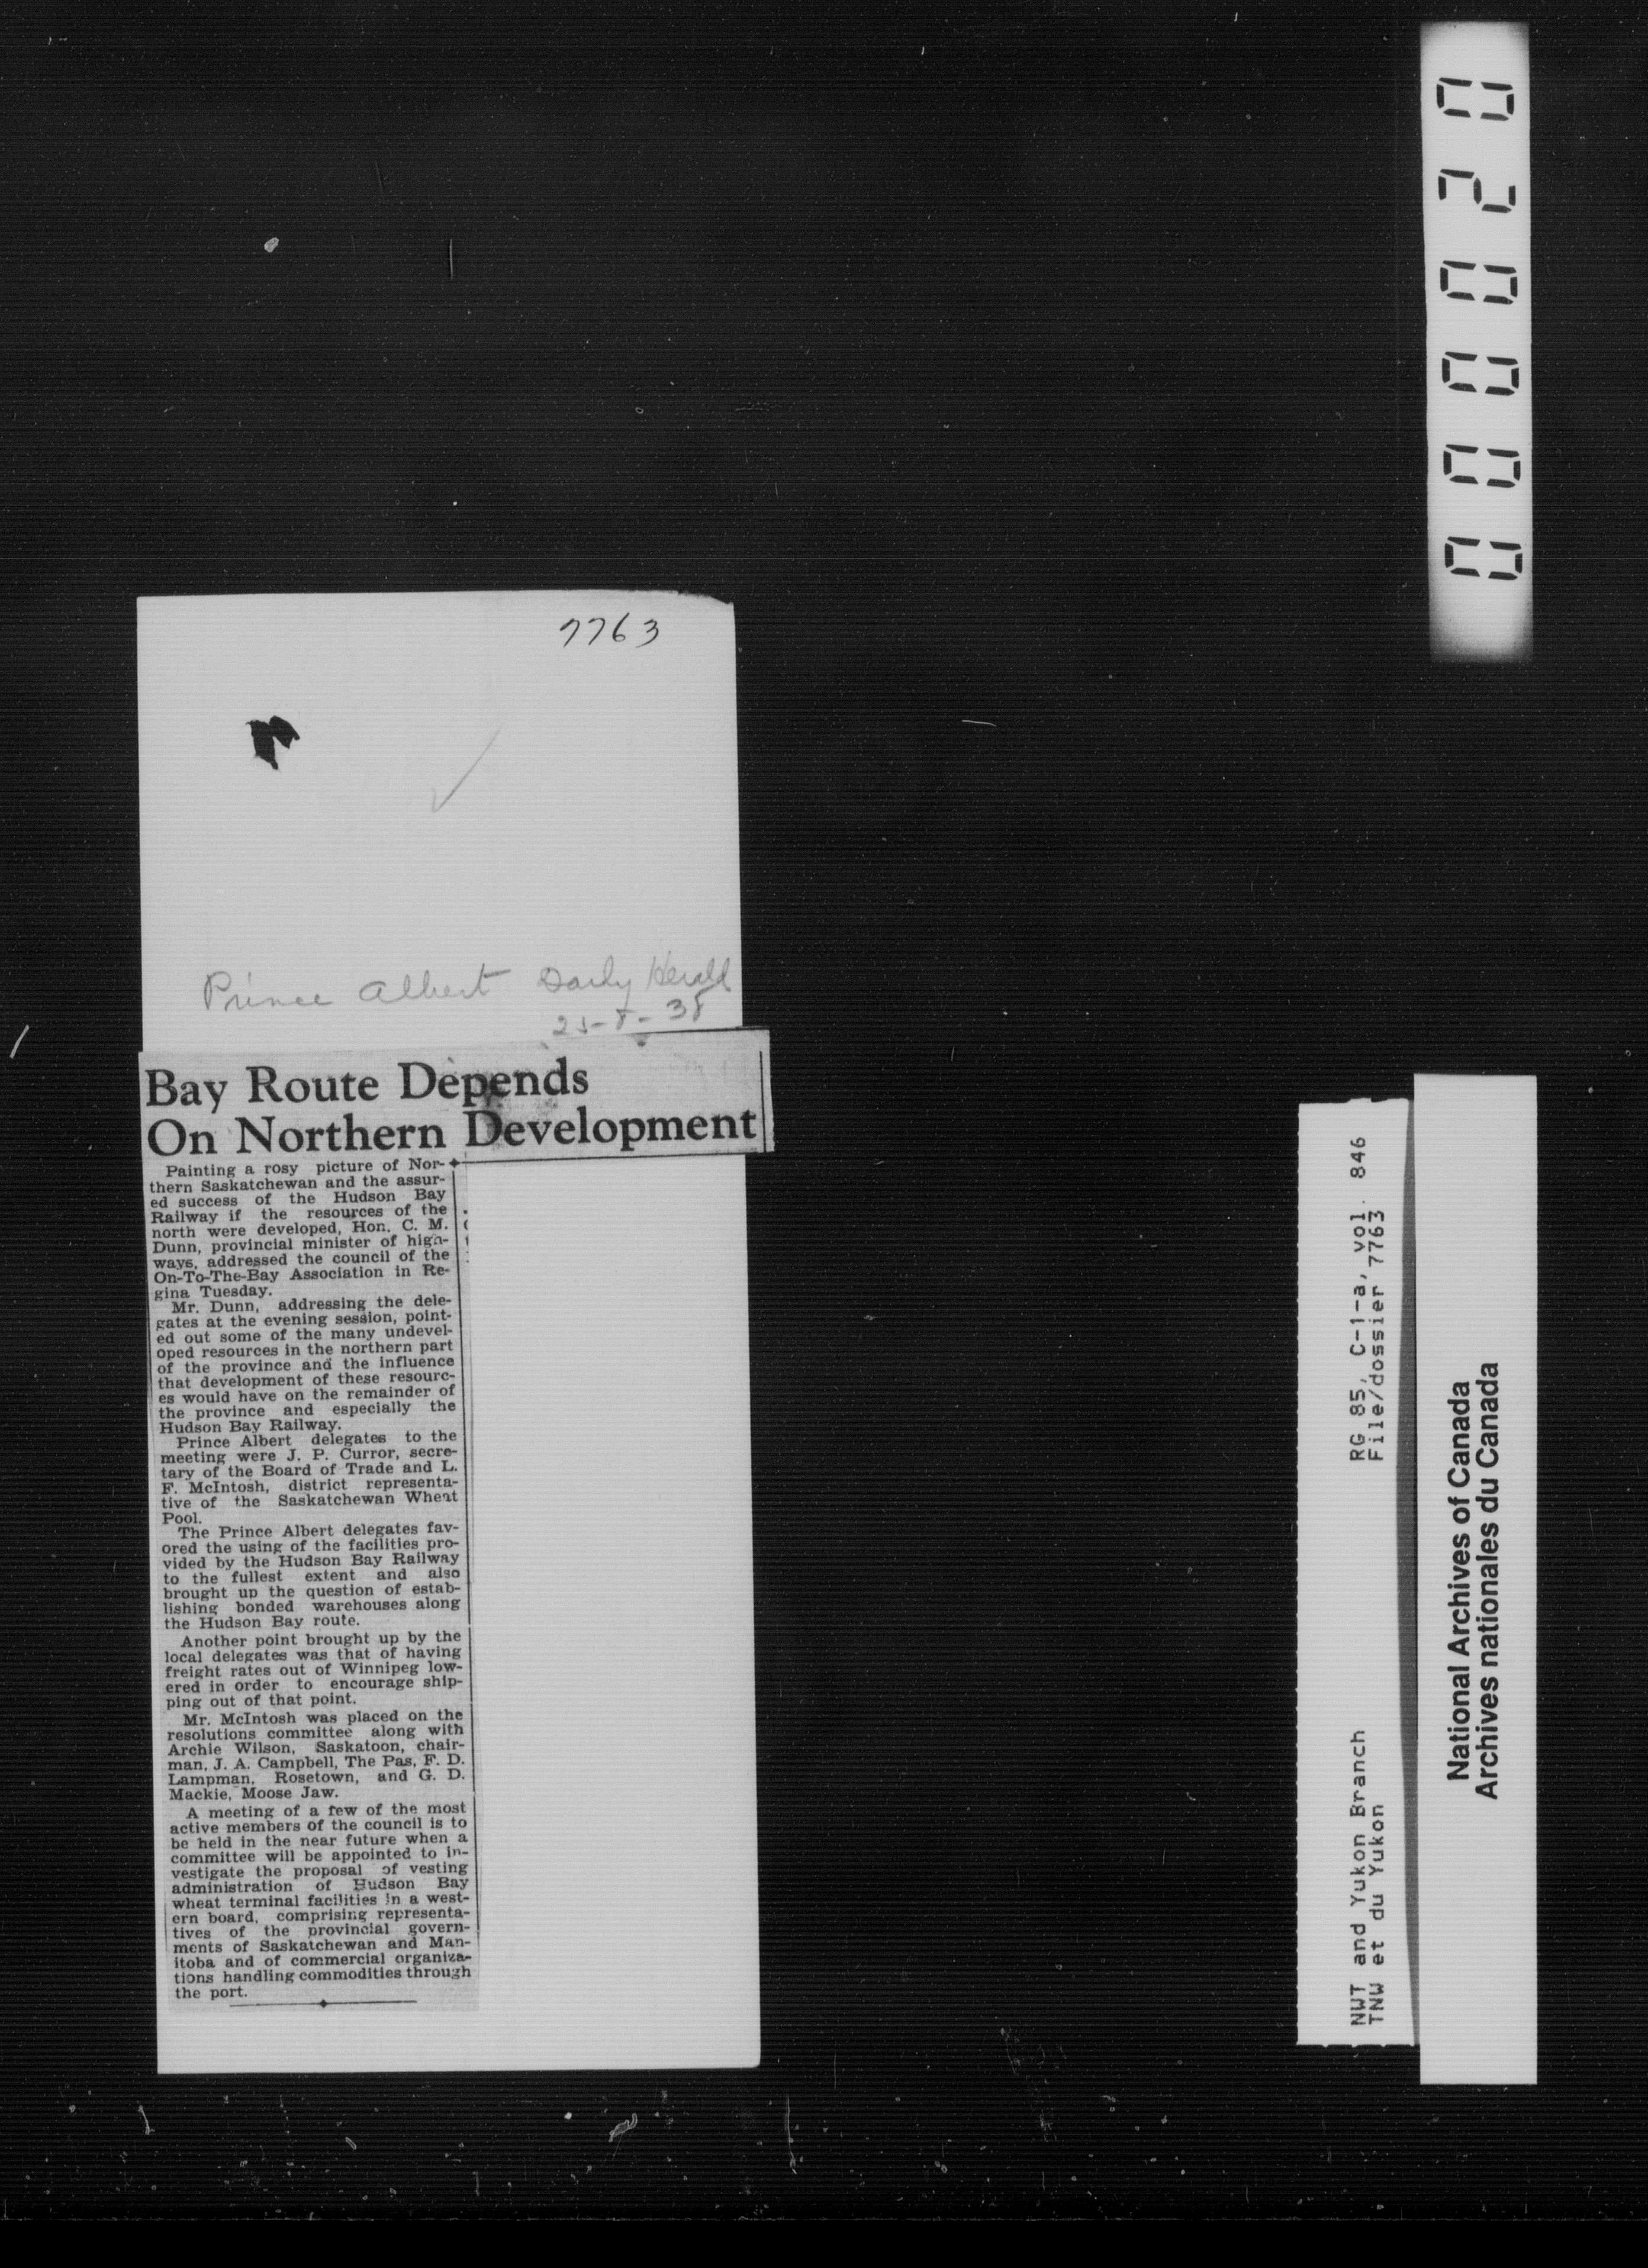 7763
Prince Albert Daily Herald
25-8-38
Bay Route Depends
On Northern Development
Painting a rosy picture of Nor-
thern Saskatchewan and the assur-
ed success of the Hudson Bay
Railway if the resources of the
north were developed, Hon. C. M.
Dunn, provincial minister of high-
ways, addressed the council of the
On-To-The-Bay Association in Re-
gina Tuesday.
Mr. Dunn, addressing the dele-
gates at the evening session, point-
ed out some of the many undevel-
oped resources in the northern part
of the province and the influence
that development of these resourc-
es would have on the remainder of
the province and especially the
Hudson Bay Railway.
Prince Albert delegates to the
meeting were J. P. Curror, secre-
tary of the Board of Trade and L.
F. McIntosh, district representa-
tive of the Saskatchewan Wheat
Pool.
The Prince Albert delegates fav-
ored the using of the facilities pro-
vided by the Hudson Bay Railway
to the fullest extent and also
brought up the question of estab-
lishing bonded warehouses along
the Hudson Bay route.
Another point brought up by the
local delegates was that of having
freight rates out of Winnipeg low-
ered in order to encourage ship-
ping out of that point.
Mr. McIntosh was placed on the
resolutions committee along with
Archie Wilson, Saskatoon, chair-
man, J. A. Campbell, The Pas, F. D.
Lampman, Rosetown, and G. D.
Mackie, Moose Jaw.
A meeting of a few of the most
active members of the council is to
be held in the near future when a
committee will be appointed to in-
vestigate the proposal of vesting
administration of Hudson Bay
wheat terminal facilities in a west-
ern board, comprising representa-
tives of the provincial govern-
ments of Saskatchewan and Man-
itoba and of commercial organiza-
tions handling commodities through
the port.
000020
NWT and Yukon Branch RG 85, C-1-a, vol. 846
TNW et du Yukon File/dossier 7763
National Archives of Canada
Archives nationales du Canada